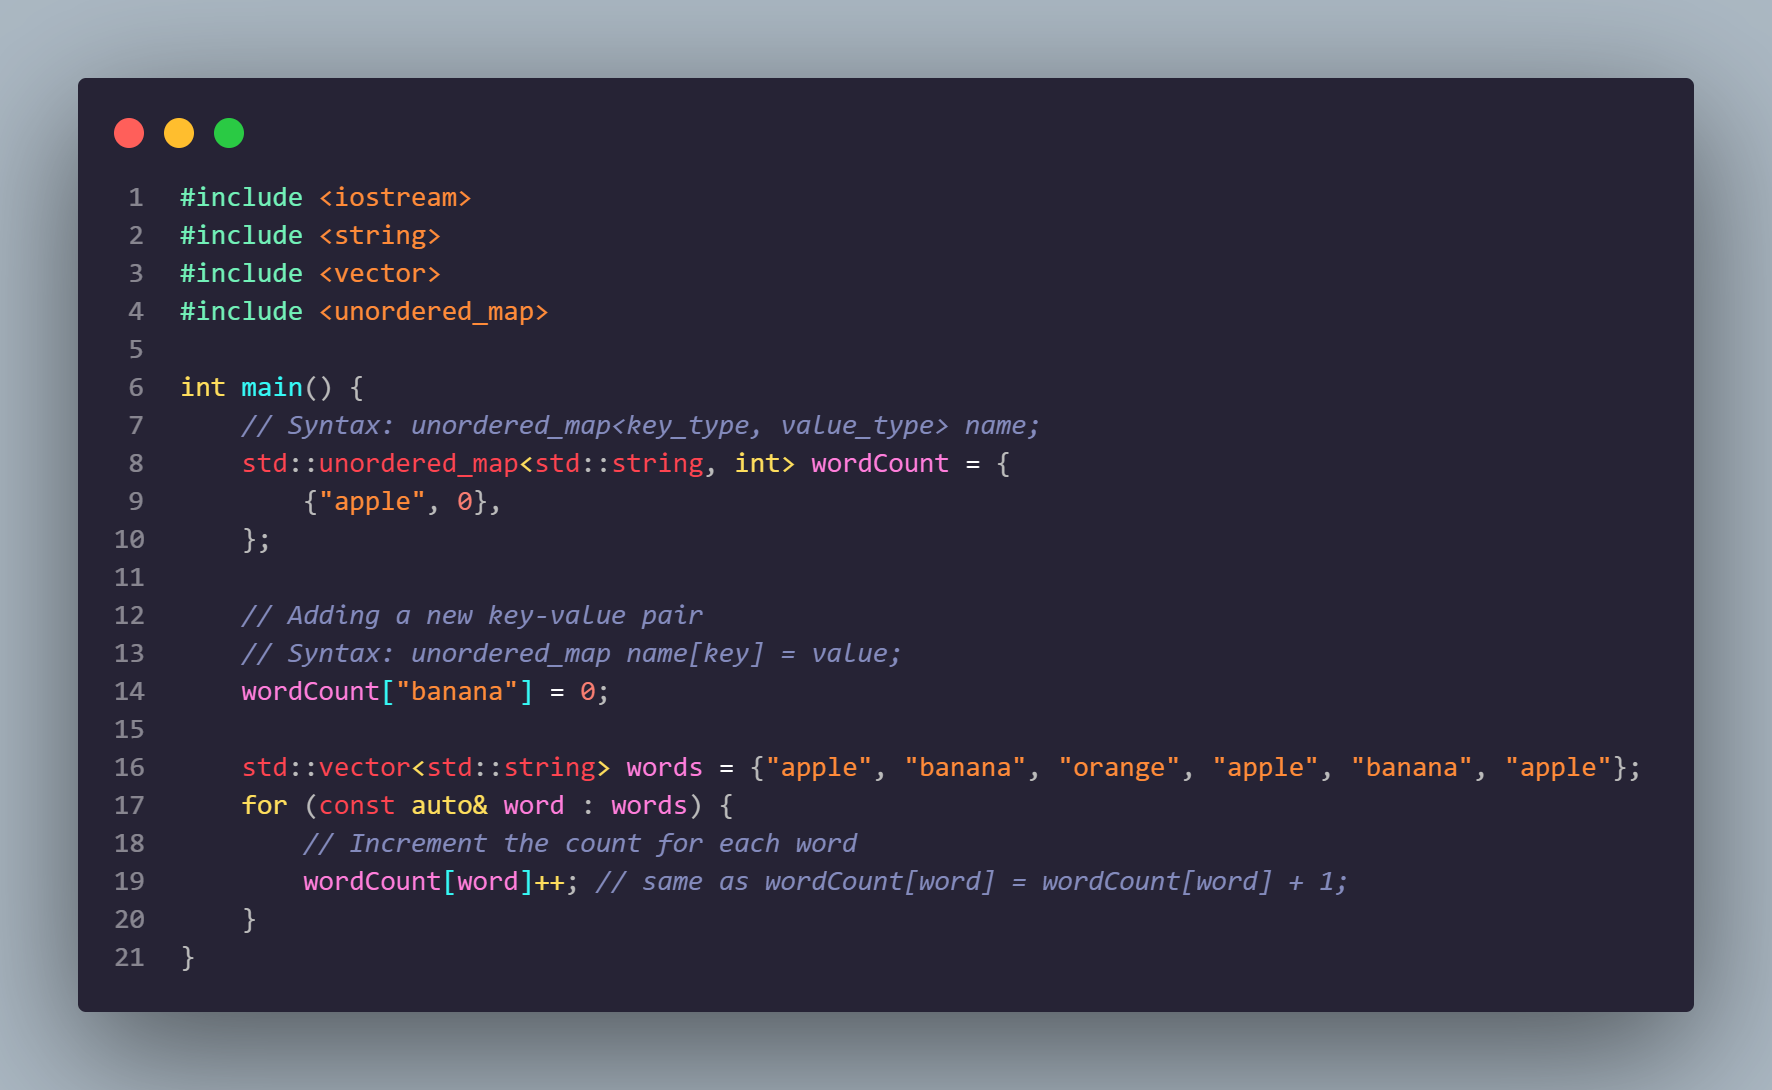 1 #include <iostream>
2 #include <string>
3 #include <vector>
4 #include <unordered_map>
5
6 int main() {
7     // Syntax: unordered_map<key_type, value_type> name;
8     std::unordered_map<std::string, int> wordCount = {
9         {"apple", 0},
10     };
11
12     // Adding a new key-value pair
13     // Syntax: unordered_map name[key] = value;
14     wordCount["banana"] = 0;
15
16     std::vector<std::string> words = {"apple", "banana", "orange", "apple", "banana", "apple"};
17     for (const auto& word : words) {
18         // Increment the count for each word
19         wordCount[word]++; // same as wordCount[word] = wordCount[word] + 1;
20     }
21 }